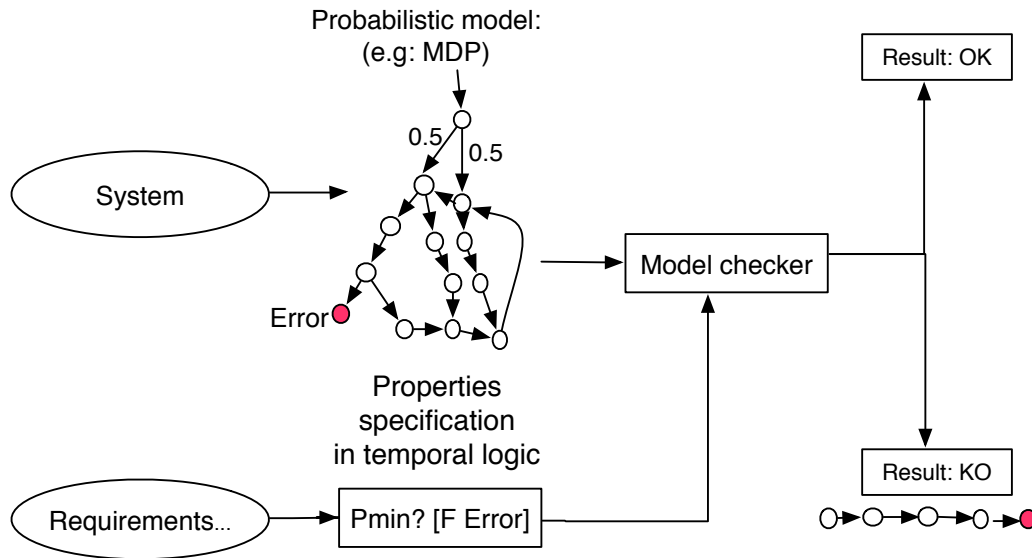 Probabilistic model:
(e.g: MDP)
Result: OK
0.5
0.5
System
Model checker
Error
Properties
specification
in temporal logic
Result: KO
Requirements...
Pmin? [F Error]